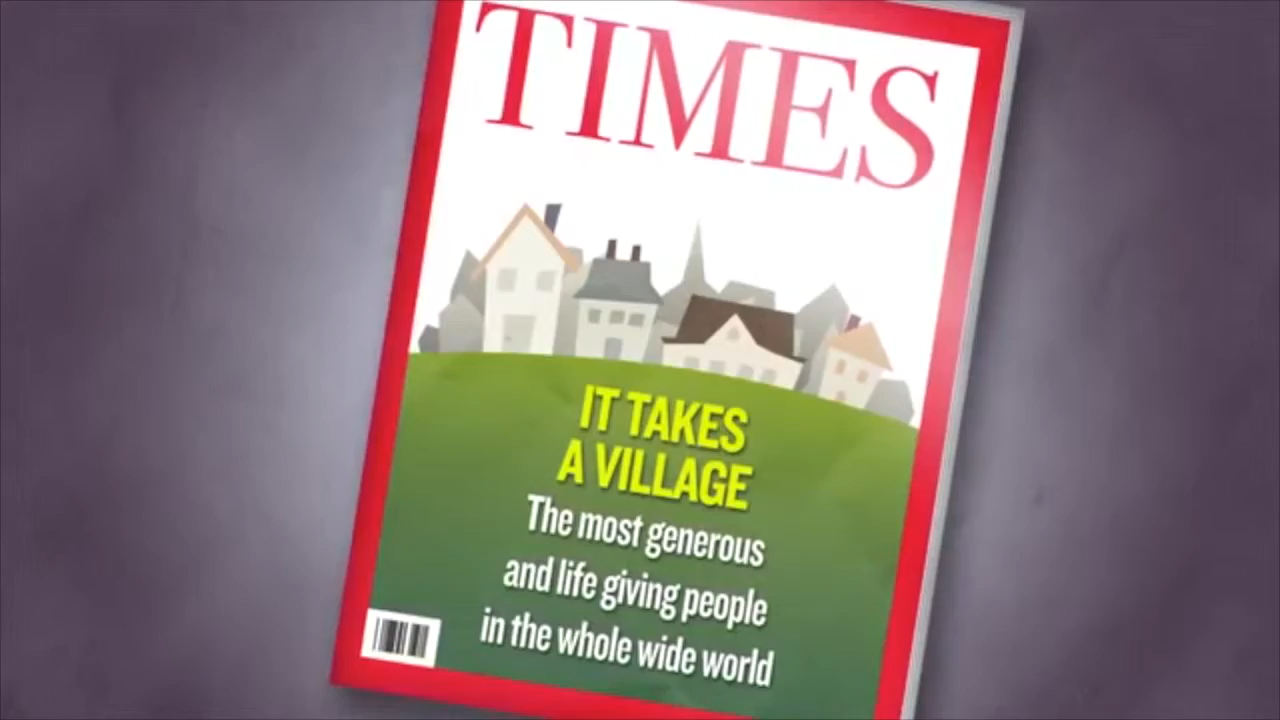 TIMES
IT TAKES
A VILLAGE
The most generous
and life giving people
in the whole wide world